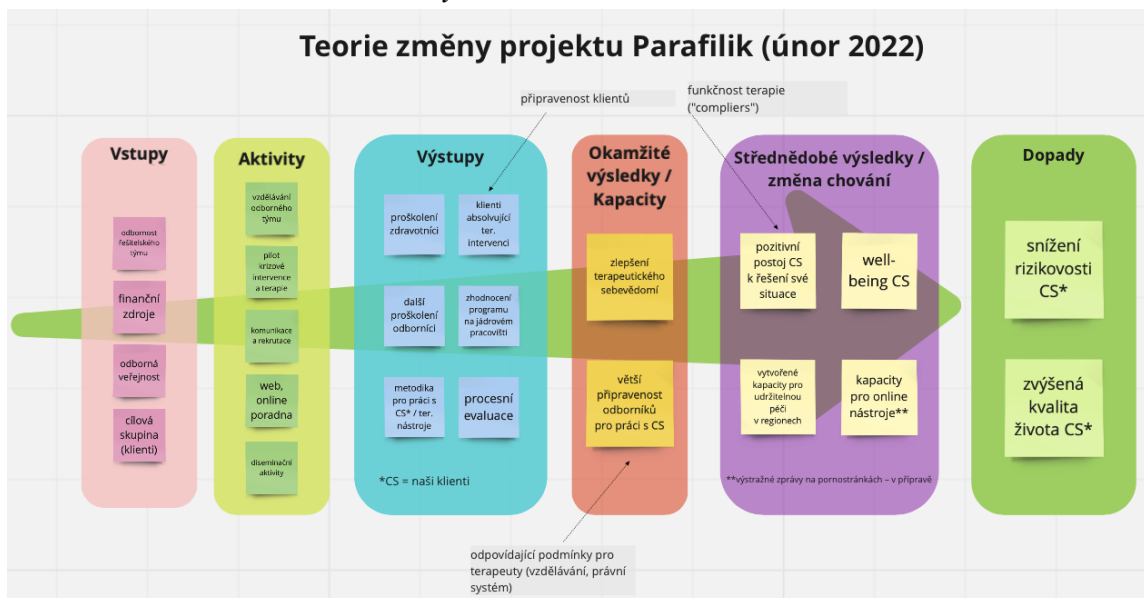 Teorie změny projektu Parafilik (únor 2022)
připravenost klientů
funkčnost terapie
("compliers")
Vstupy
odbornost
řešitelského
týmu
finanční
zdroje
odborná
veřejnost
cílová
skupina
(klienti)
Aktivity
vzdělávání
odborného
týmu
pilot
krizové
intervence
a terapie
komunikace
a rekrutace
web,
online
poradna
diseminační
aktivity
Výstupy
proškolení
zdravotníci
klienti
absolvující
ter.
intervenci
další
proškolení
odborníci
zhodnocení
programu
na jádrovém
pracovišti
metodika
pro práci s
CS* / ter.
nástroje
procesní
evaluace
*CS = naši klienti
Okamžité
výsledky /
Kapacity
zlepšení
terapeutického
sebevědomí
větší
připravenost
odborníků
pro práci s CS
Střednědobé výsledky /
změna chování
pozitivní
postoj CS
k řešení své
situace
well-
being CS
vytvořené
kapacity pro
udržitelnou
péči
v regionech
kapacity
pro online
nástroje**
**výstražné zprávy na pornostránkách – v přípravě
Dopady
snížení
rizikovosti
CS*
zvýšená
kvalita
života CS*
odpovídající podmínky pro
terapeuty (vzdělávání, právní
systém)